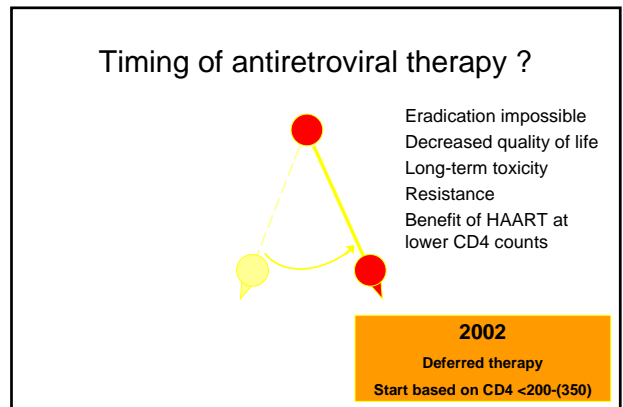 Timing of antiretroviral therapy ?
Eradication impossible
Decreased quality of life
Long-term toxicity
Resistance
Benefit of HAART at
lower CD4 counts
2002
Deferred therapy
Start based on CD4 <200-(350)